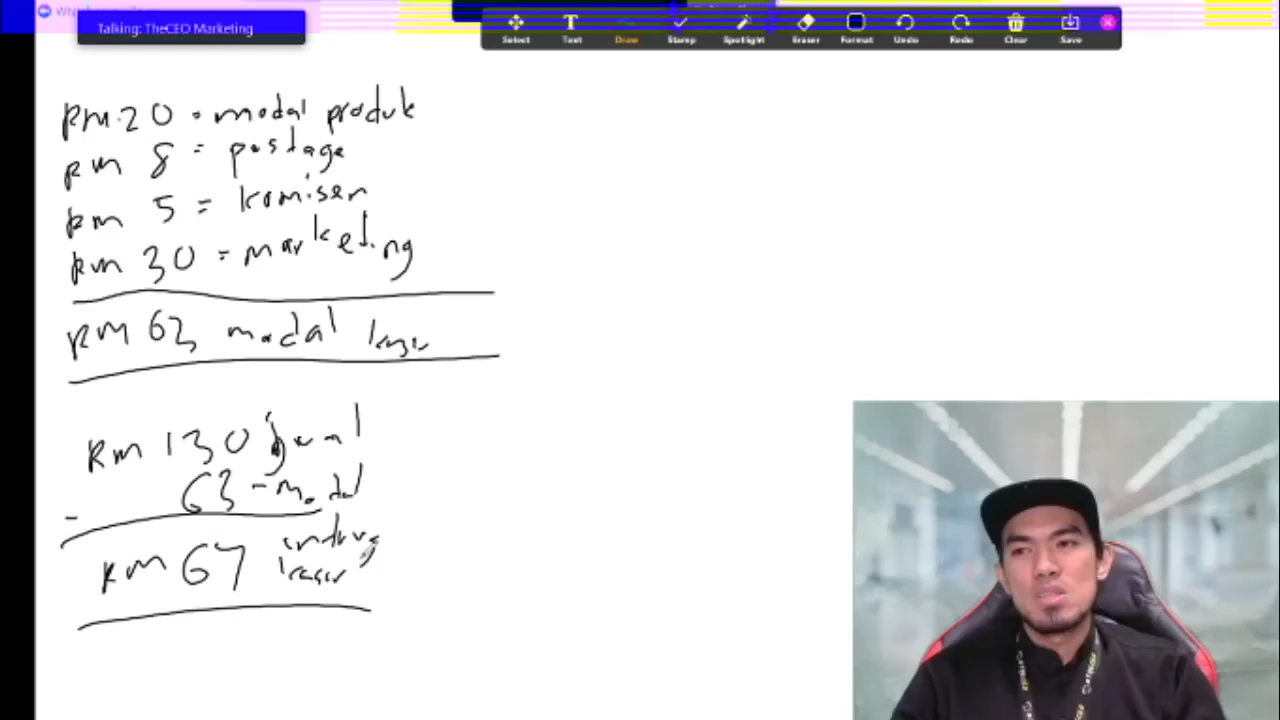 Talking: TheCEO Marketing
Select Text Draw Stamp Spotlight Eraser Format Undo Redo Clear Save
RM 20 = modal produk
RM 8 = postage
RM 5 = komisen
RM 30 = marketing
RM 63 modal kasar
RM 130 jual
- 63 - modal
RM 67 untung
kasar